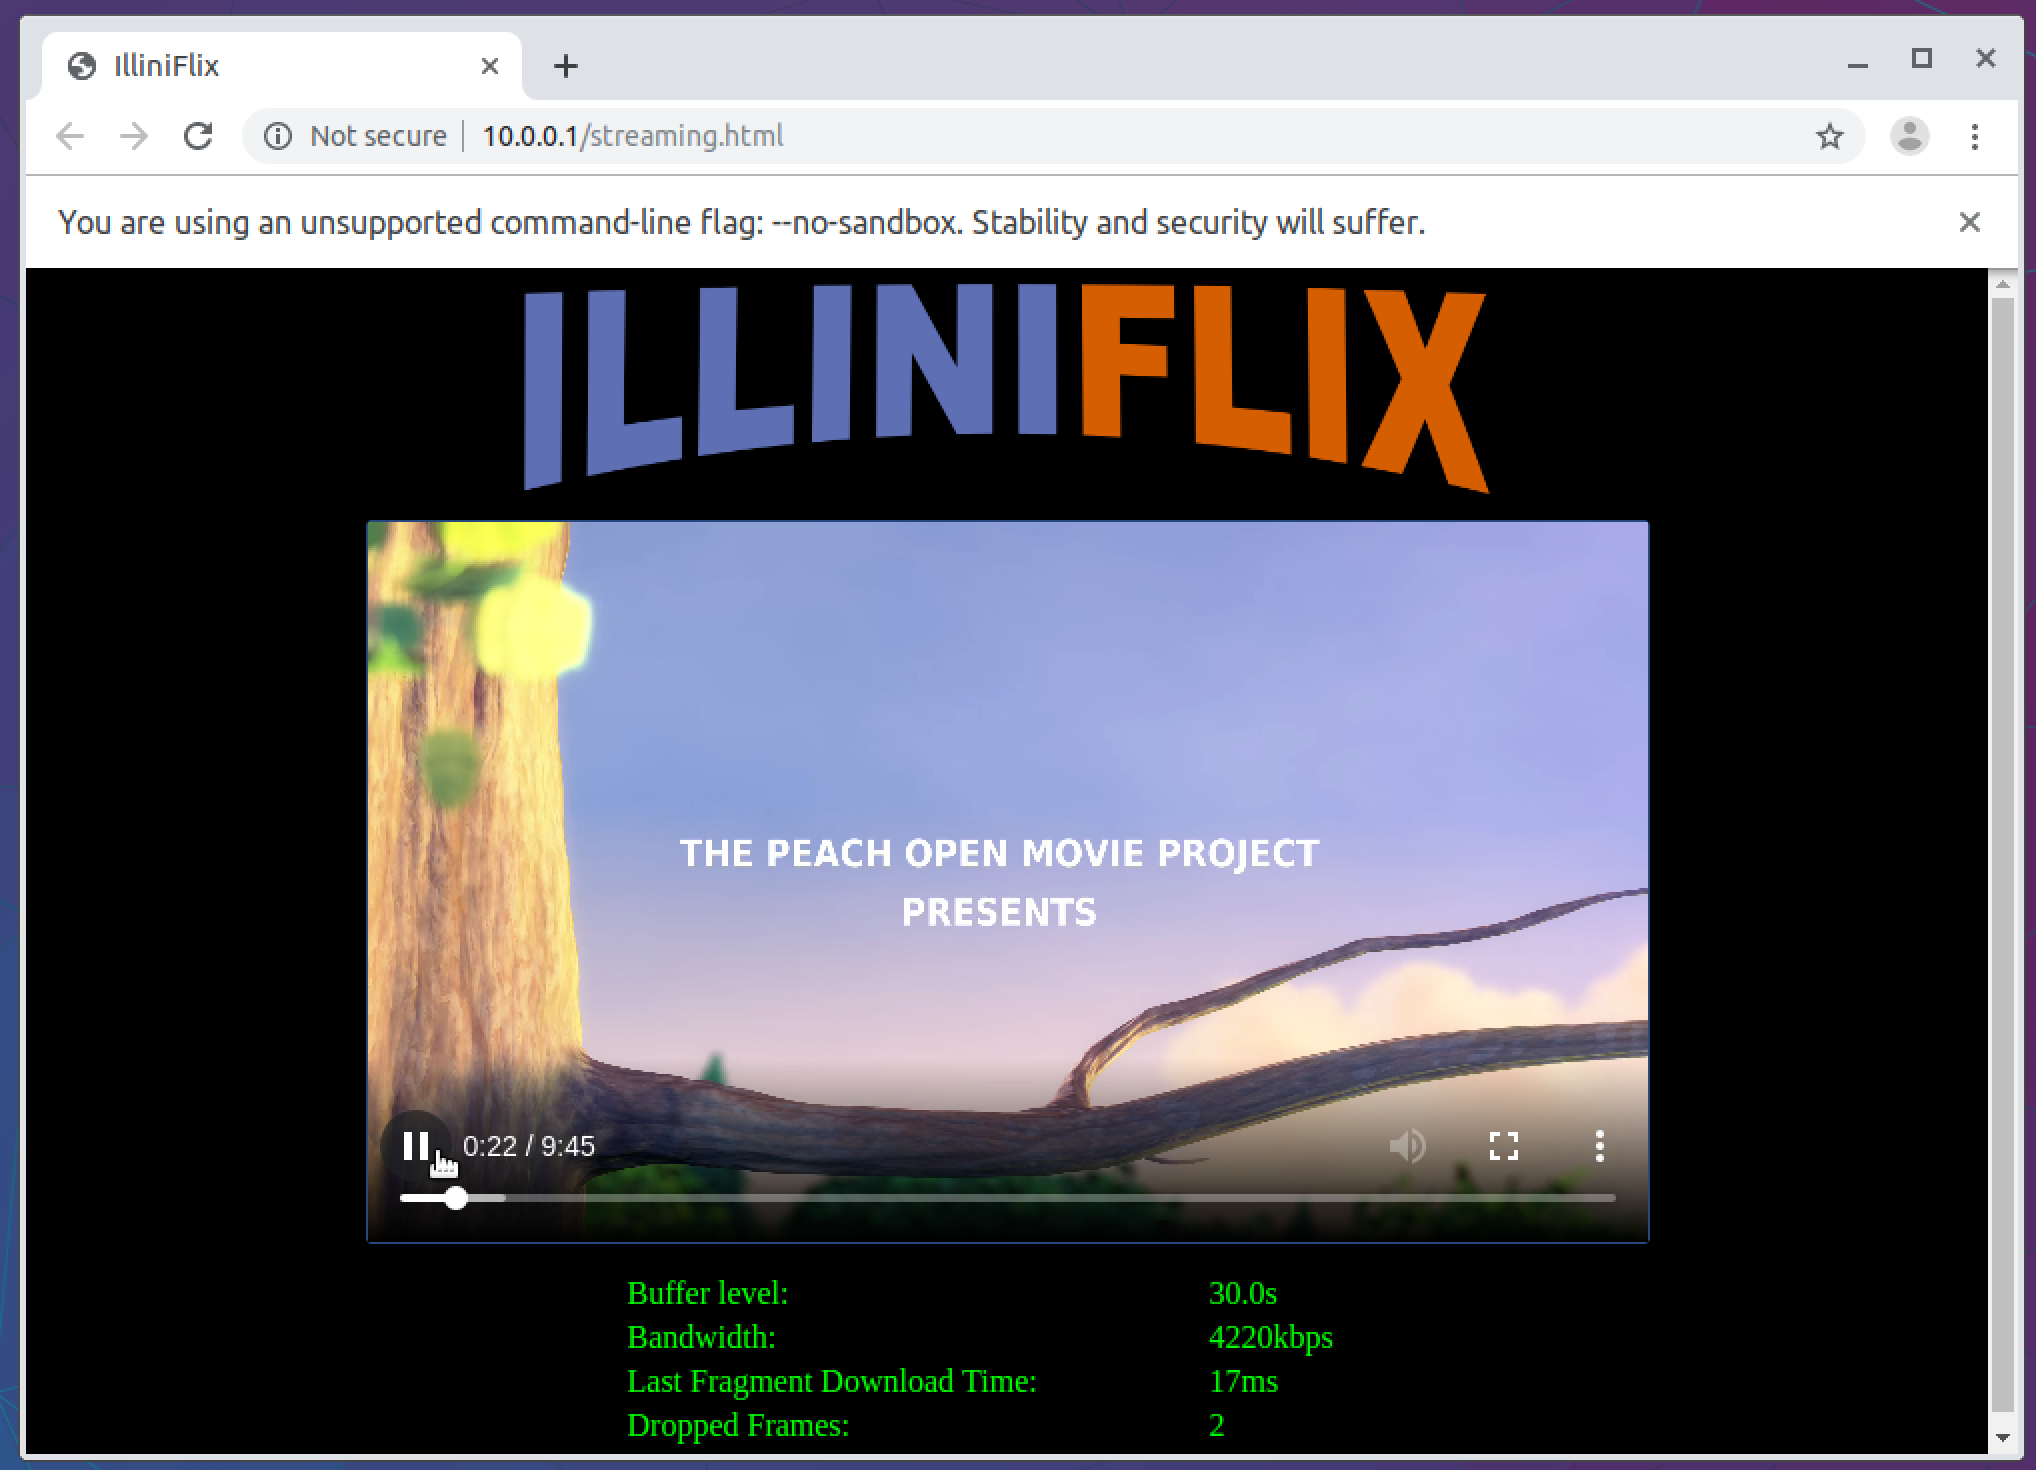 IlliniFlix
Not secure 10.0.0.1/streaming.html
You are using an unsupported command-line flag: --no-sandbox. Stability and security will suffer.
ILLINIFLIX
THE PEACH OPEN MOVIE PROJECT
PRESENTS
0:22 / 9:45
Buffer level: 30.0s
Bandwidth: 4220kbps
Last Fragment Download Time: 17ms
Dropped Frames: 2